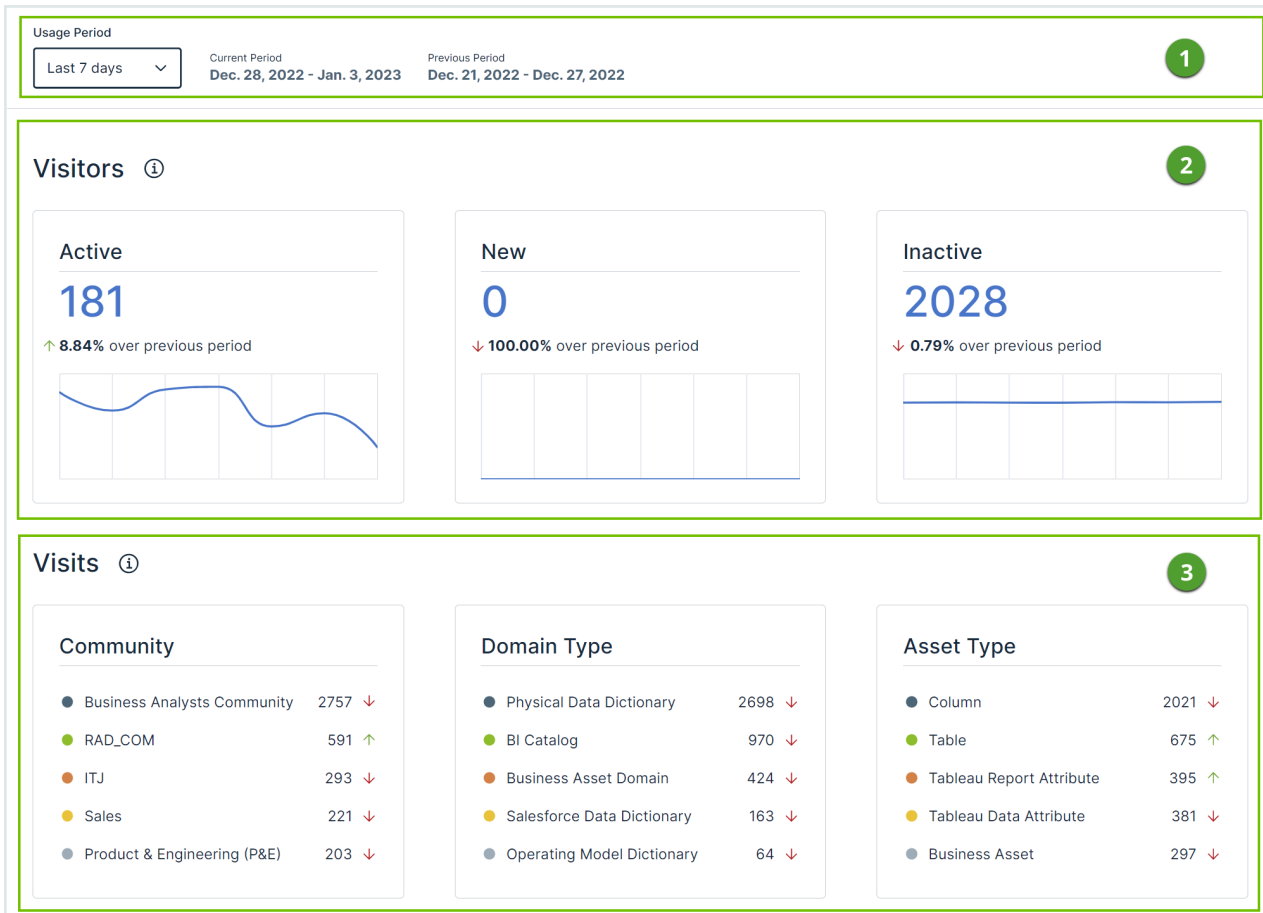 Usage Period
Last 7 days
Current Period
Dec. 28, 2022 - Jan. 3, 2023
Previous Period
Dec. 21, 2022 - Dec. 27, 2022
1
Visitors
2
Active
181
8.84% over previous period
New
0
100.00% over previous period
Inactive
2028
0.79% over previous period
Visits
3
Community
Business Analysts Community 2757
RAD_COM 591
ITJ 293
Sales 221
Product & Engineering (P&E) 203
Domain Type
Physical Data Dictionary 2698
BI Catalog 970
Business Asset Domain 424
Salesforce Data Dictionary 163
Operating Model Dictionary 64
Asset Type
Column 2021
Table 675
Tableau Report Attribute 395
Tableau Data Attribute 381
Business Asset 297